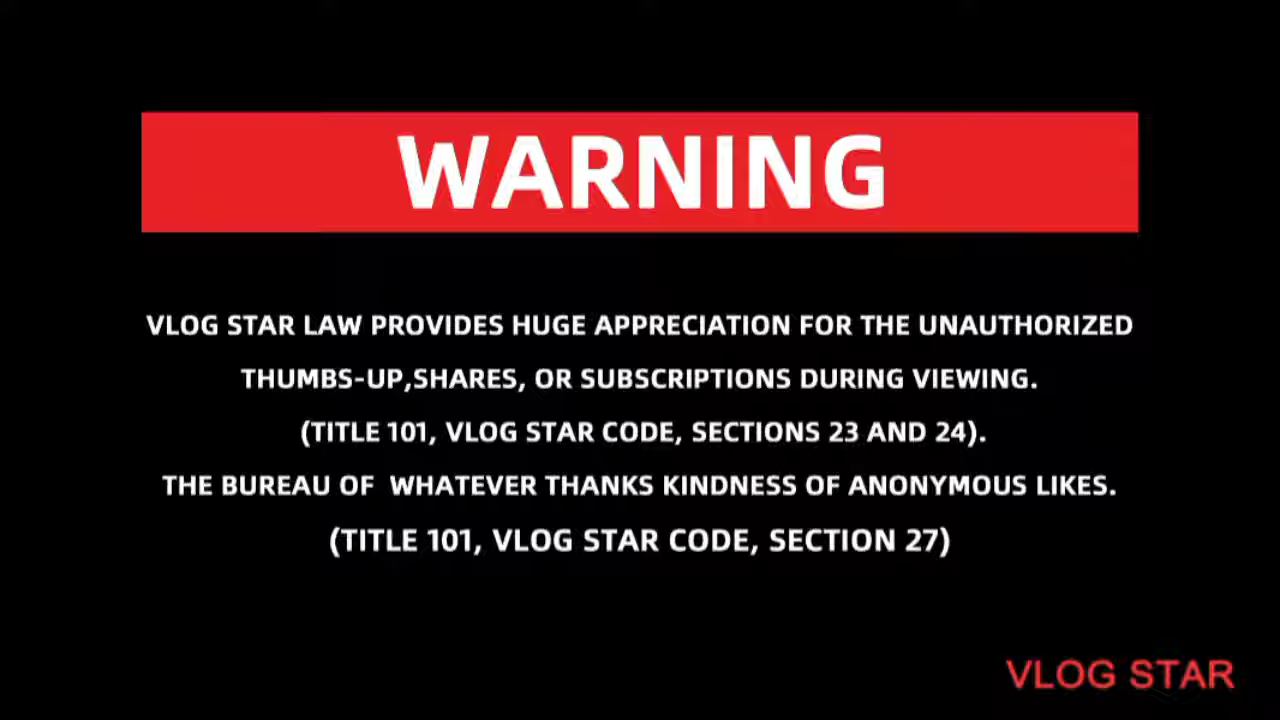 WARNING
VLOG STAR LAW PROVIDES HUGE APPRECIATION FOR THE UNAUTHORIZED
THUMBS-UP,SHARES, OR SUBSCRIPTIONS DURING VIEWING.
(TITLE 101, VLOG STAR CODE, SECTIONS 23 AND 24).
THE BUREAU OF  WHATEVER THANKS KINDNESS OF ANONYMOUS LIKES.
(TITLE 101, VLOG STAR CODE, SECTION 27)
VLOG STAR